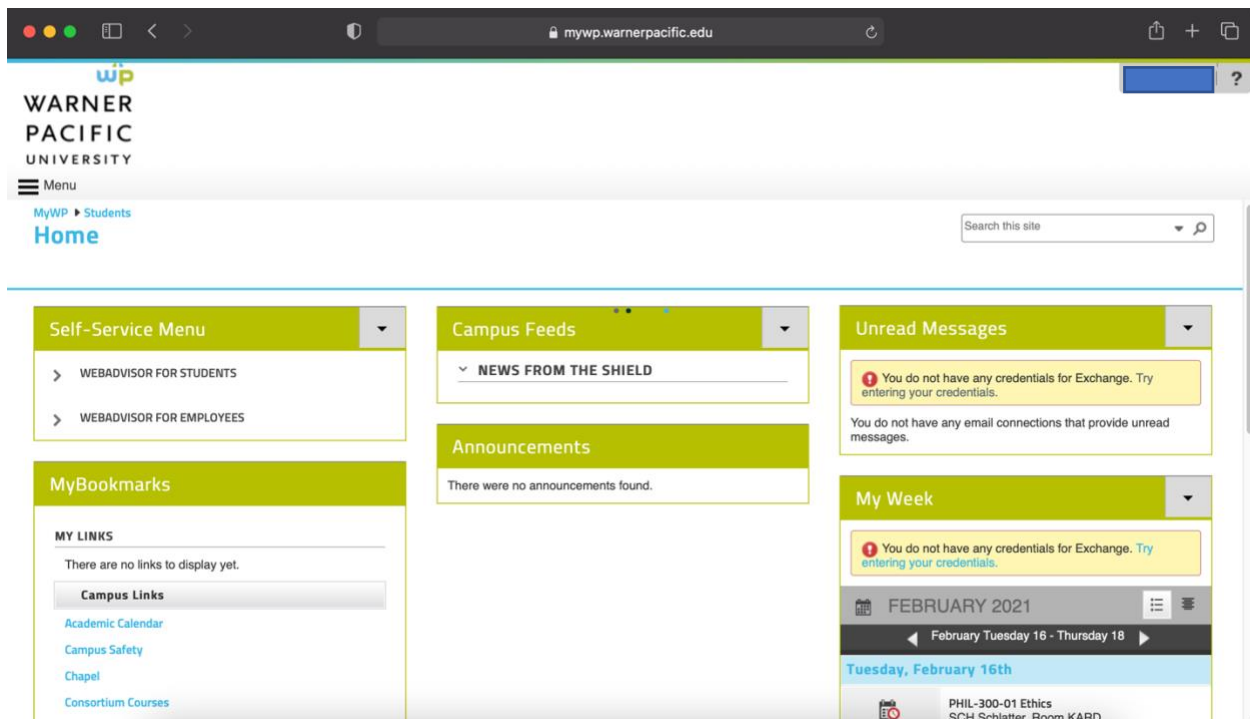 mywp.warnerpacific.edu
wp
WARNER
PACIFIC
UNIVERSITY
?
Menu
MyWP Students
Home
Search this site
Self-Service Menu
WEBADVISOR FOR STUDENTS
WEBADVISOR FOR EMPLOYEES
MyBookmarks
MY LINKS
There are no links to display yet.
Campus Links
Academic Calendar
Campus Safety
Chapel
Consortium Courses
Campus Feeds
NEWS FROM THE SHIELD
Announcements
There were no announcements found.
Unread Messages
You do not have any credentials for Exchange. Try
entering your credentials.
You do not have any email connections that provide unread
messages.
My Week
You do not have any credentials for Exchange. Try
entering your credentials.
FEBRUARY 2021
February Tuesday 16 - Thursday 18
Tuesday, February 16th
PHIL-300-01 Ethics
SCH Schlatter, Room KARD